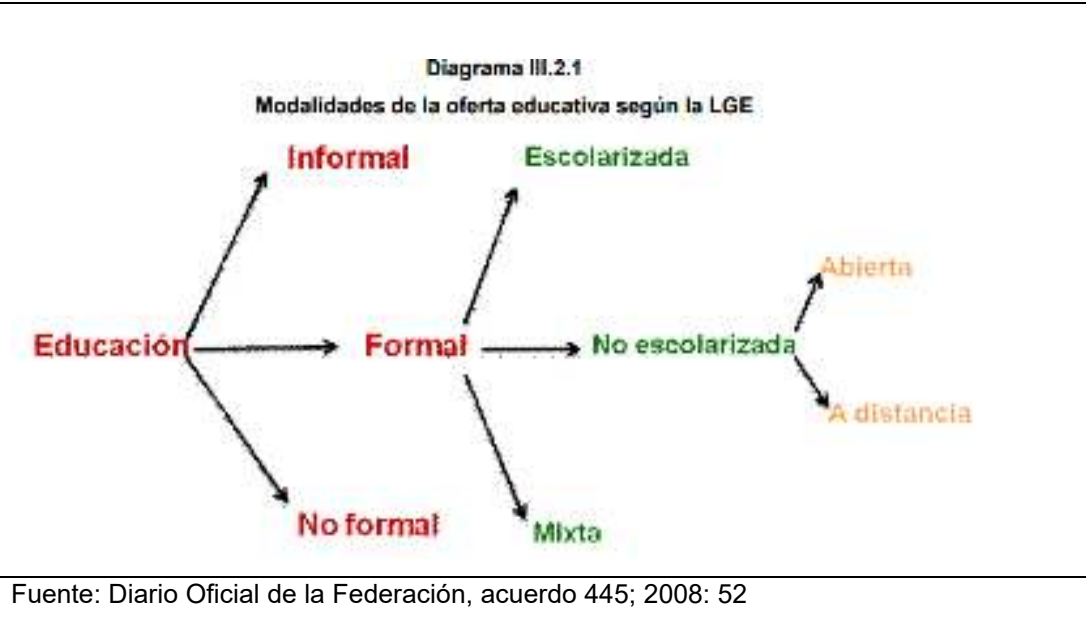 Diagrama III.2.1
Modalidades de la oferta educativa según la LGE
Informal
Escolarizada
Abierta
Educación
Formal
No escolarizada
A distancia
No formal
Mixta
Fuente: Diario Oficial de la Federación, acuerdo 445; 2008: 52